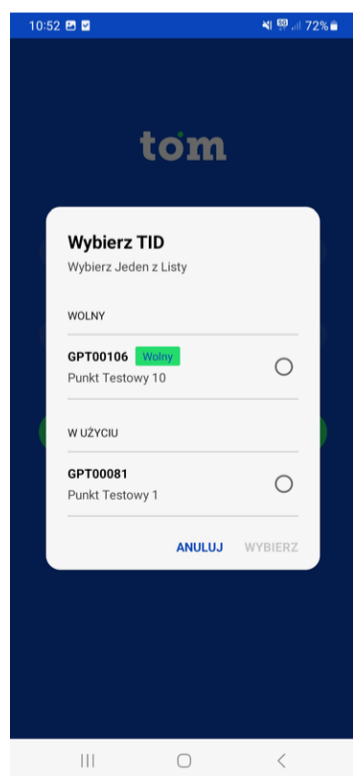 10:52 72%
tom
Wybierz TID
Wybierz Jeden z Listy
WOLNY
GPT00106 Wolny
Punkt Testowy 10
W UŻYCIU
GPT00081
Punkt Testowy 1
ANULUJ WYBIERZ